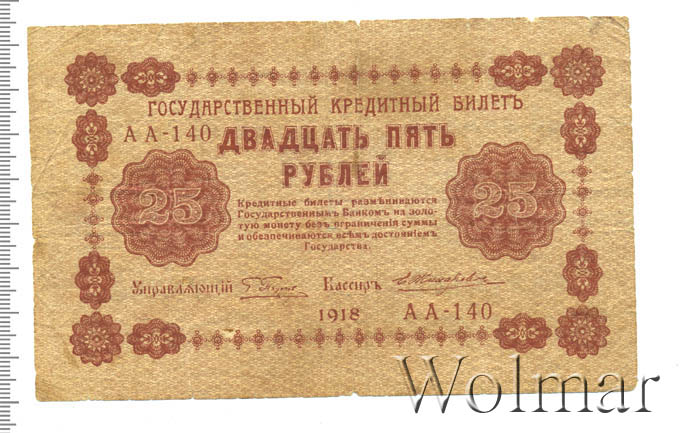 ГОСУДАРСТВЕННЫЙ КРЕДИТНЫЙ БИЛЕТЪ
АА-140 ДВАДЦАТЬ ПЯТЬ
РУБЛЕЙ
25
Кредитные билеты размѣниваются
Государственнымъ Банкомъ на золо-
тую монету безъ ограниченія суммы
и обезпечиваются всѣмъ достояніемъ
Государства.
25
Управляющій
Кассиръ
1918 АА-140
Wolmar